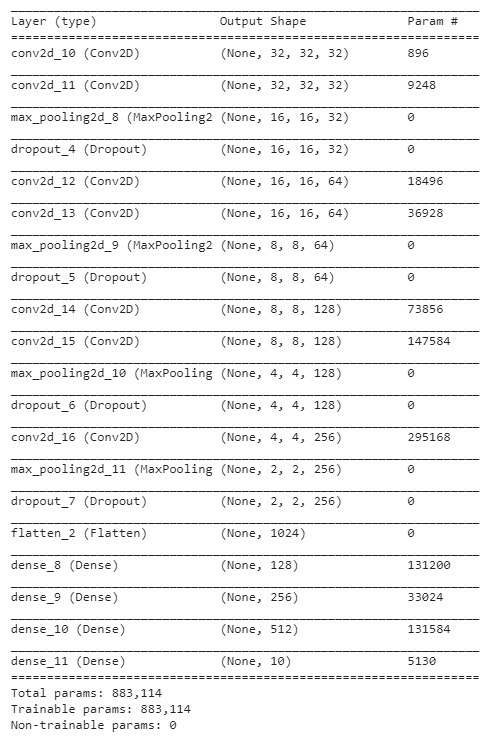 Layer (type) Output Shape Param #
conv2d_10 (Conv2D) (None, 32, 32, 32) 896
conv2d_11 (Conv2D) (None, 32, 32, 32) 9248
max_pooling2d_8 (MaxPooling2 (None, 16, 16, 32) 0
dropout_4 (Dropout) (None, 16, 16, 32) 0
conv2d_12 (Conv2D) (None, 16, 16, 64) 18496
conv2d_13 (Conv2D) (None, 16, 16, 64) 36928
max_pooling2d_9 (MaxPooling2 (None, 8, 8, 64) 0
dropout_5 (Dropout) (None, 8, 8, 64) 0
conv2d_14 (Conv2D) (None, 8, 8, 128) 73856
conv2d_15 (Conv2D) (None, 8, 8, 128) 147584
max_pooling2d_10 (MaxPooling (None, 4, 4, 128) 0
dropout_6 (Dropout) (None, 4, 4, 128) 0
conv2d_16 (Conv2D) (None, 4, 4, 256) 295168
max_pooling2d_11 (MaxPooling (None, 2, 2, 256) 0
dropout_7 (Dropout) (None, 2, 2, 256) 0
flatten_2 (Flatten) (None, 1024) 0
dense_8 (Dense) (None, 128) 131200
dense_9 (Dense) (None, 256) 33024
dense_10 (Dense) (None, 512) 131584
dense_11 (Dense) (None, 10) 5130
Total params: 883,114
Trainable params: 883,114
Non-trainable params: 0